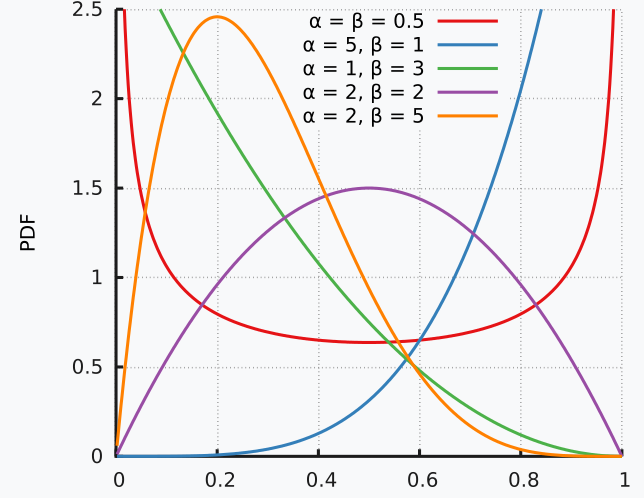 2.5
α = β = 0.5
α = 5, β = 1
α = 1, β = 3
α = 2, β = 2
α = 2, β = 5
2
1.5
PDF
1
0.5
0
0 0.2 0.4 0.6 0.8 1